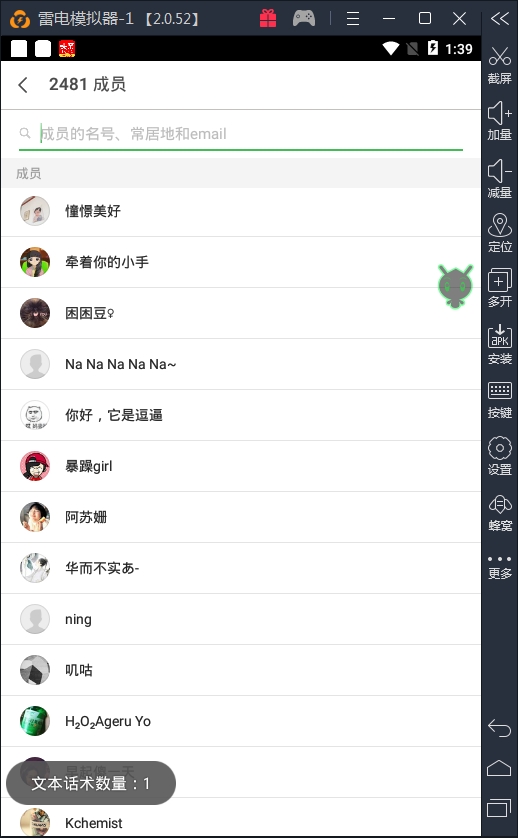 雷电模拟器-1 【2.0.52】
1:39
2481 成员
成员的名号、常居地和email
成员
憧憬美好
牵着你的小手
困困豆♀
Na Na Na Na Na~
你好，它是逗逼
暴躁girl
阿苏姗
华而不实あ-
ning
叽咕
H₂O₂Ageru Yo
文本话术数量：1
Kchemist
截屏
加量
减量
定位
多开
APK
安装
按键
设置
蜂窝
更多